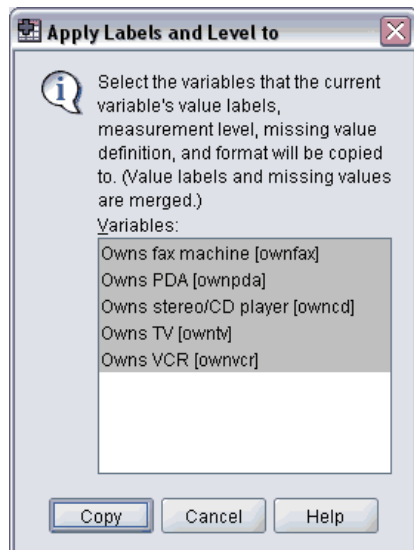 Apply Labels and Level to
Select the variables that the current
variable's value labels,
measurement level, missing value
definition, and format will be copied
to. (Value labels and missing values
are merged.)
Variables:
Owns fax machine [ownfax]
Owns PDA [ownpda]
Owns stereo/CD player [owncd]
Owns TV [owntv]
Owns VCR [ownvcr]
Copy Cancel Help